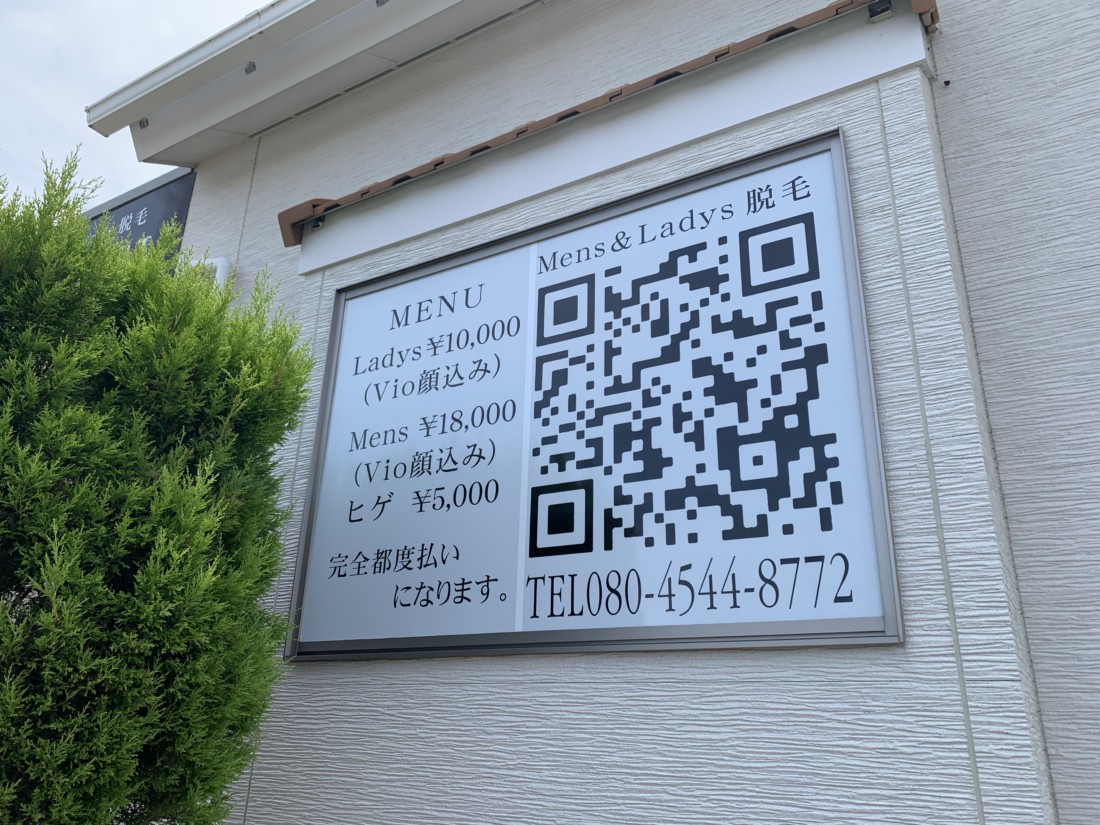 脱毛
MENU
Ladys ¥10,000
(Vio顔込み)
Mens ¥18,000
(Vio顔込み)
ヒゲ ¥5,000
完全都度払い
になります。
Mens&Ladys 脱毛
TEL080-4544-8772